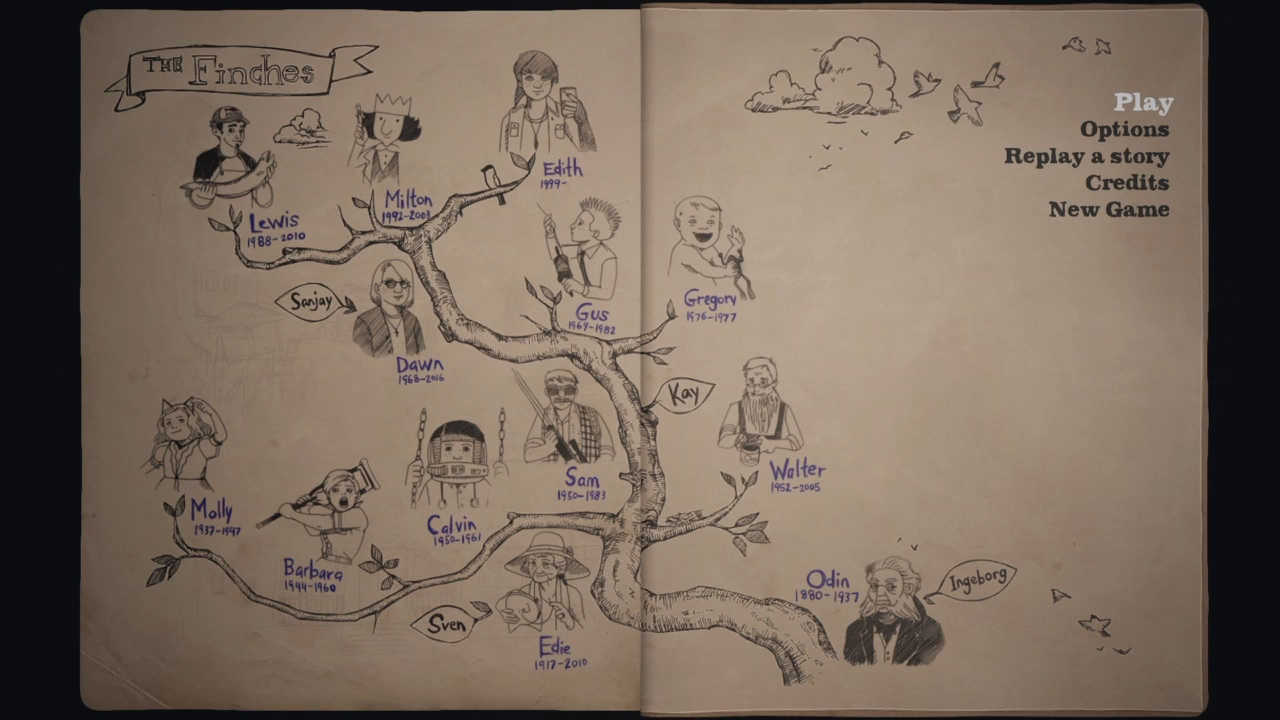 THE Finches
Play
Options
Replay a story
Credits
New Game
Edith
1999-
Milton
1992-2003
Lewis
1988-2010
Sanjay
Dawn
1968-2016
Gus
1969-1982
Gregory
1976-1977
Kay
Sam
1950-1983
Walter
1952-2005
Molly
1937-1947
Barbara
1944-1960
Calvin
1950-1961
Sven
Edie
1917-2010
Odin
1880-1937
Ingeborg